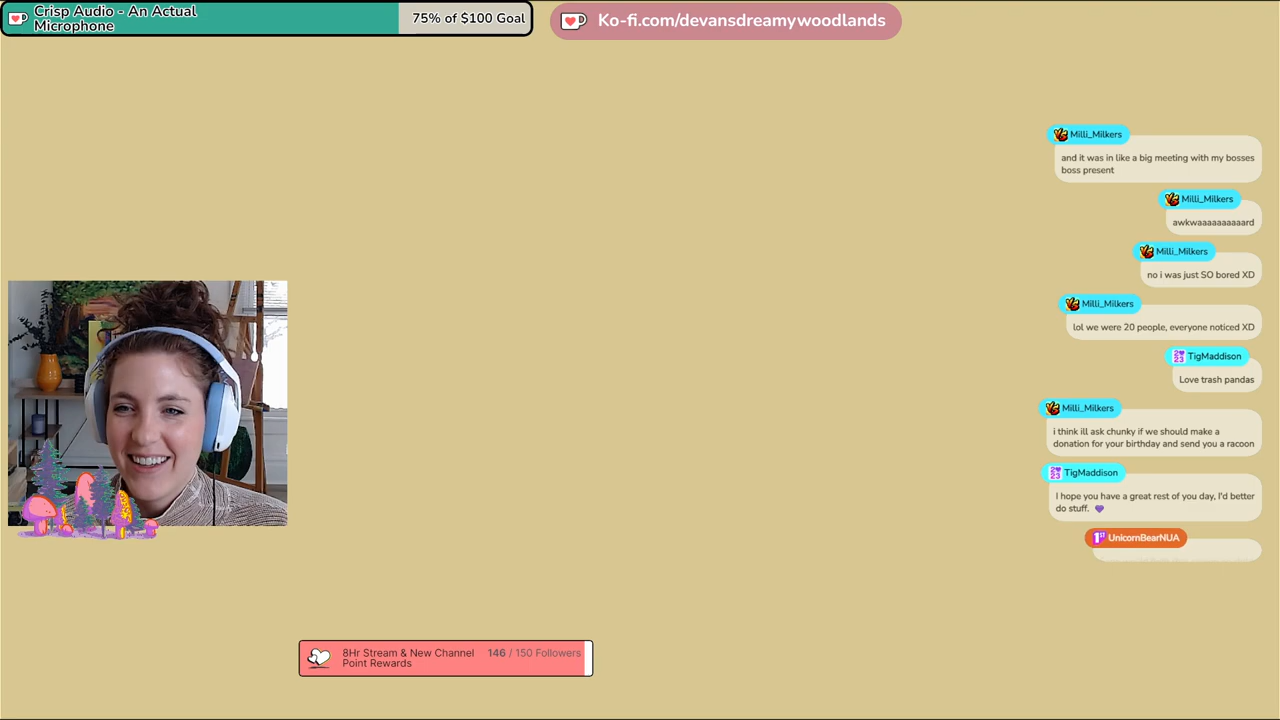 Crisp Audio - An Actual
Microphone
75% of $100 Goal
Ko-fi.com/devansdreamywoodlands
Milli_Milkers
and it was in like a big meeting with my bosses
boss present
Milli_Milkers
awkwaaaaaaaaaard
Milli_Milkers
no i was just SO bored XD
Milli_Milkers
lol we were 20 people, everyone noticed XD
TigMaddison
Love trash pandas
Milli_Milkers
i think ill ask chunky if we should make a
donation for your birthday and send you a racoon
TigMaddison
I hope you have a great rest of you day, I'd better
do stuff.
1ST UnicornBearNUA
8Hr Stream & New Channel
Point Rewards
146 / 150 Followers